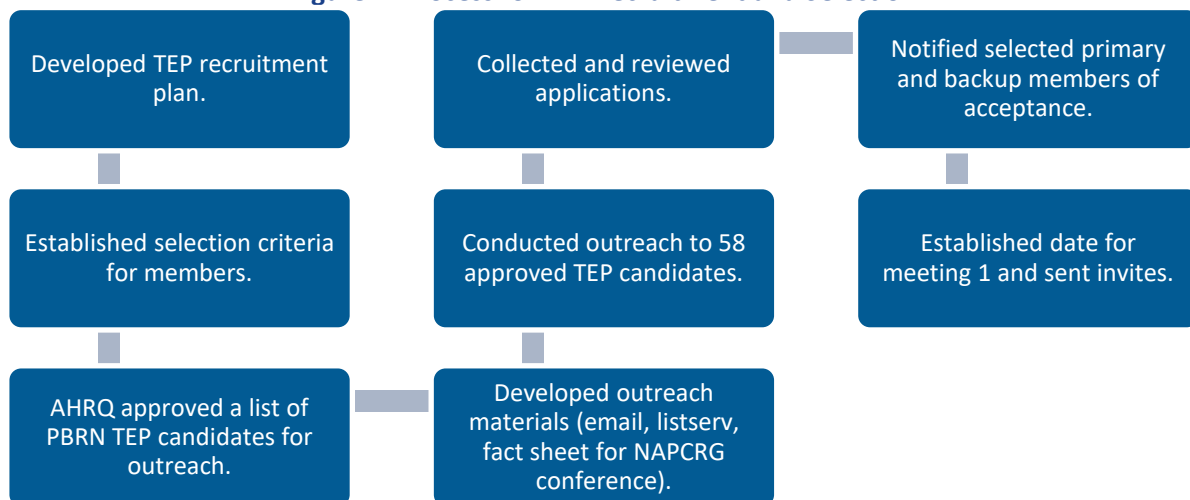 Developed TEP recruitment
plan.
Established selection criteria
for members.
AHRQ approved a list of
PBRN TEP candidates for
outreach.
Developed outreach
materials (email, listserv,
fact sheet for NAPCRG
conference).
Conducted outreach to 58
approved TEP candidates.
Collected and reviewed
applications.
Notified selected primary
and backup members of
acceptance.
Established date for
meeting 1 and sent invites.